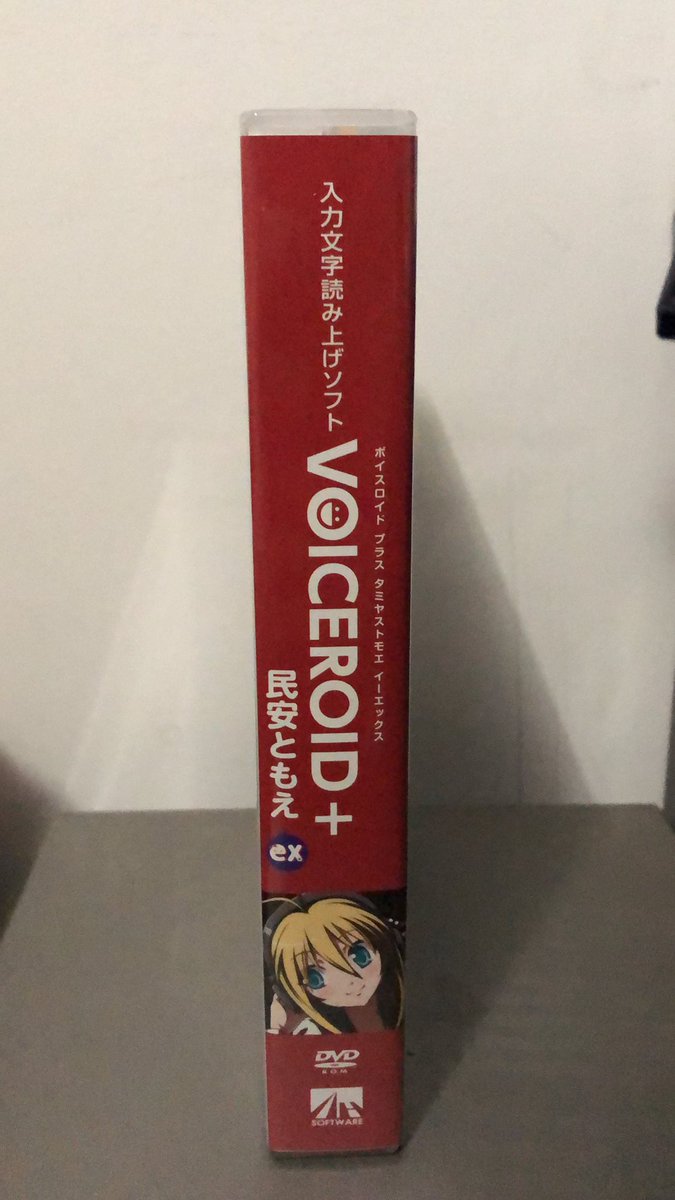 入力文字読み上げソフト
ボイスロイド プラス タミヤストモエ イーエックス
VOICEROID+
民安ともえ
ex
DVD
ROM
AH
SOFTWARE